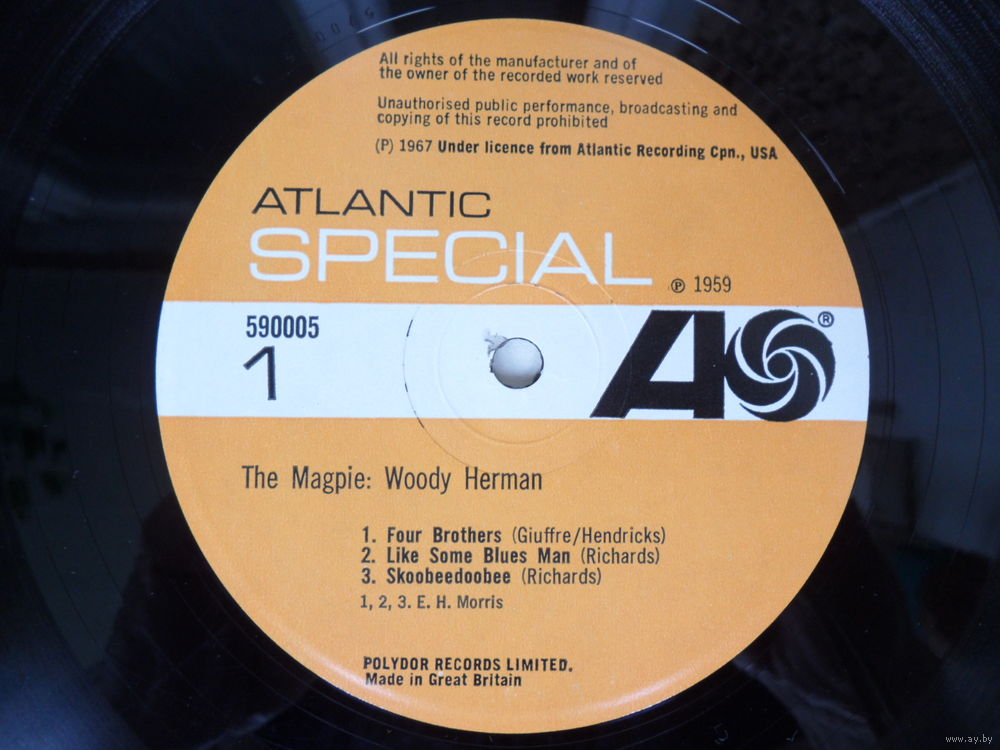 All rights of the manufacturer and of
the owner of the recorded work reserved
Unauthorised public performance, broadcasting and
copying of this record prohibited
(P) 1967 Under licence from Atlantic Recording Cpn., USA
ATLANTIC
SPECIAL
℗ 1959
590005
1
A ®
The Magpie: Woody Herman
1. Four Brothers (Giuffre/Hendricks)
2. Like Some Blues Man (Richards)
3. Skoobeedoobee (Richards)
1, 2, 3. E. H. Morris
POLYDOR RECORDS LIMITED.
Made in Great Britain
www.ay.by